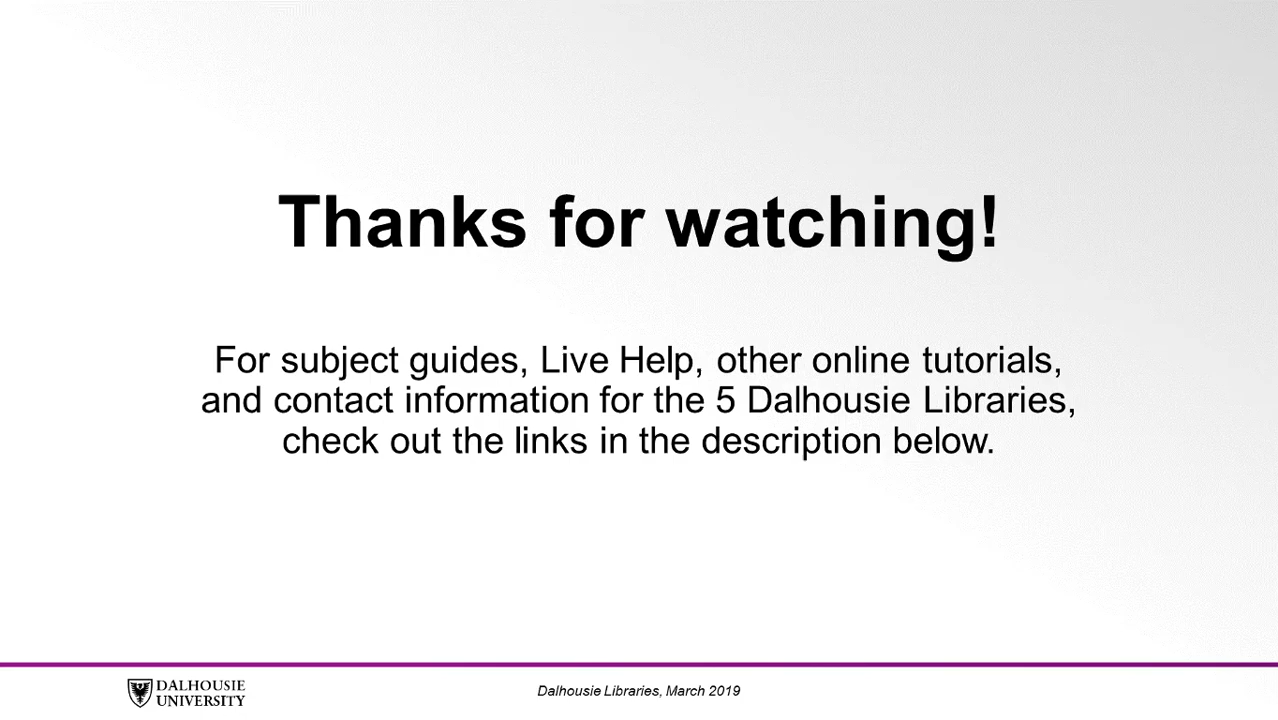 Thanks for watching!
For subject guides, Live Help, other online tutorials,
and contact information for the 5 Dalhousie Libraries,
check out the links in the description below.
DALHOUSIE
UNIVERSITY
Dalhousie Libraries, March 2019